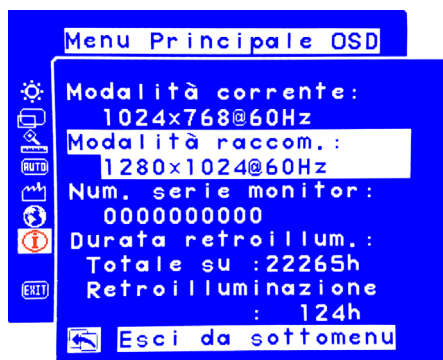 Menu Principale OSD
Modalità corrente:
1024x768@60Hz
Modalità raccom.:
1280x1024@60Hz
Num. serie monitor:
0000000000
Durata retroillum.:
Totale su :22265h
Retroilluminazione
: 124h
Esci da sottomenu
AUTO
EXIT